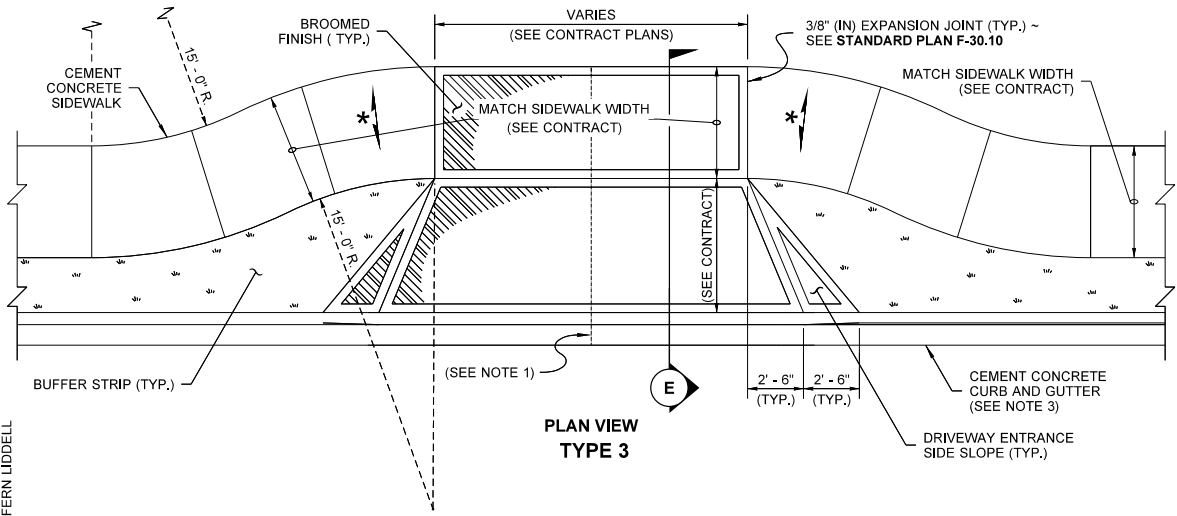 VARIES
(SEE CONTRACT PLANS)
BROOMED
FINISH ( TYP.)
3/8" (IN) EXPANSION JOINT (TYP.) ~
SEE STANDARD PLAN F-30.10
15' - 0" R.
CEMENT
CONCRETE
SIDEWALK
MATCH SIDEWALK WIDTH
(SEE CONTRACT)
*
MATCH SIDEWALK WIDTH
(SEE CONTRACT)
*
15' - 0" R.
(SEE CONTRACT)
BUFFER STRIP (TYP.)
(SEE NOTE 1)
E
2' - 6"
(TYP.)
2' - 6"
(TYP.)
CEMENT CONCRETE
CURB AND GUTTER
(SEE NOTE 3)
DRIVEWAY ENTRANCE
SIDE SLOPE (TYP.)
PLAN VIEW
TYPE 3
FERN LIDDELL